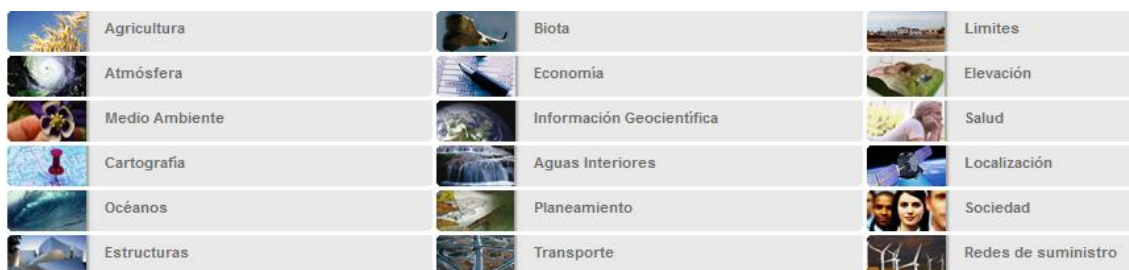 Agricultura
Biota
Limites
Atmósfera
Economía
Elevación
Medio Ambiente
Información Geocientífica
Salud
Cartografía
Aguas Interiores
Localización
Océanos
Planeamiento
Sociedad
Estructuras
Transporte
Redes de suministro